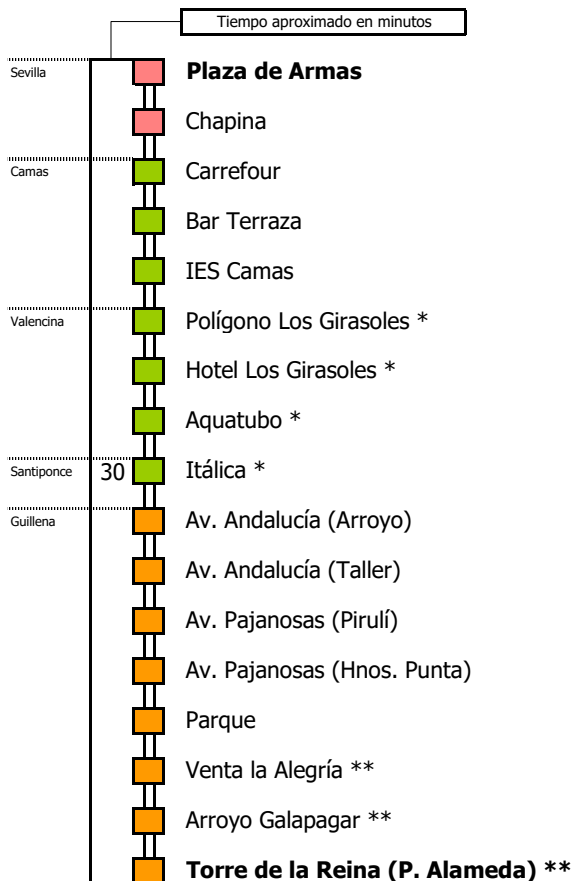 Tiempo aproximado en minutos
Sevilla
Plaza de Armas
Chapina
Camas
Carrefour
Bar Terraza
IES Camas
Valencina
Polígono Los Girasoles *
Hotel Los Girasoles *
Aquatubo *
Santiponce 30 Itálica *
Guillena
Av. Andalucía (Arroyo)
Av. Andalucía (Taller)
Av. Pajanosas (Pirulí)
Av. Pajanosas (Hnos. Punta)
Parque
Venta la Alegría **
Arroyo Galapagar **
Torre de la Reina (P. Alameda) **